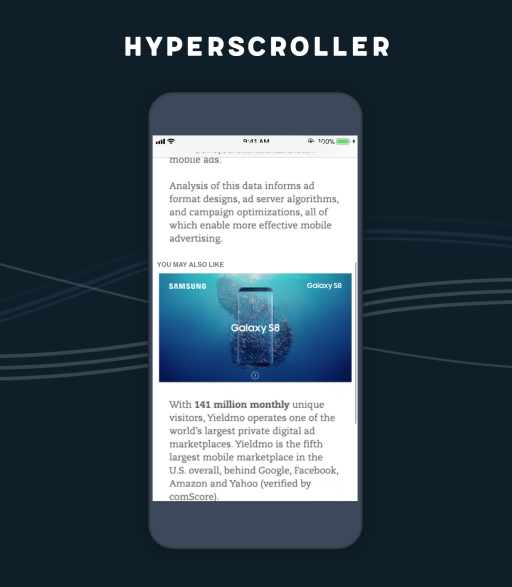 HYPERSCROLLER
9:41 AM
100%
mobile ads.
Analysis of this data informs ad
format designs, ad server algorithms,
and campaign optimizations, all of
which enable more effective mobile
advertising.
YOU MAY ALSO LIKE
SAMSUNG
Galaxy S8
Galaxy S8
With 141 million monthly unique
visitors, Yieldmo operates one of the
world's largest private digital ad
marketplaces. Yieldmo is the fifth
largest mobile marketplace in the
U.S. overall, behind Google, Facebook,
Amazon and Yahoo (verified by
comScore).